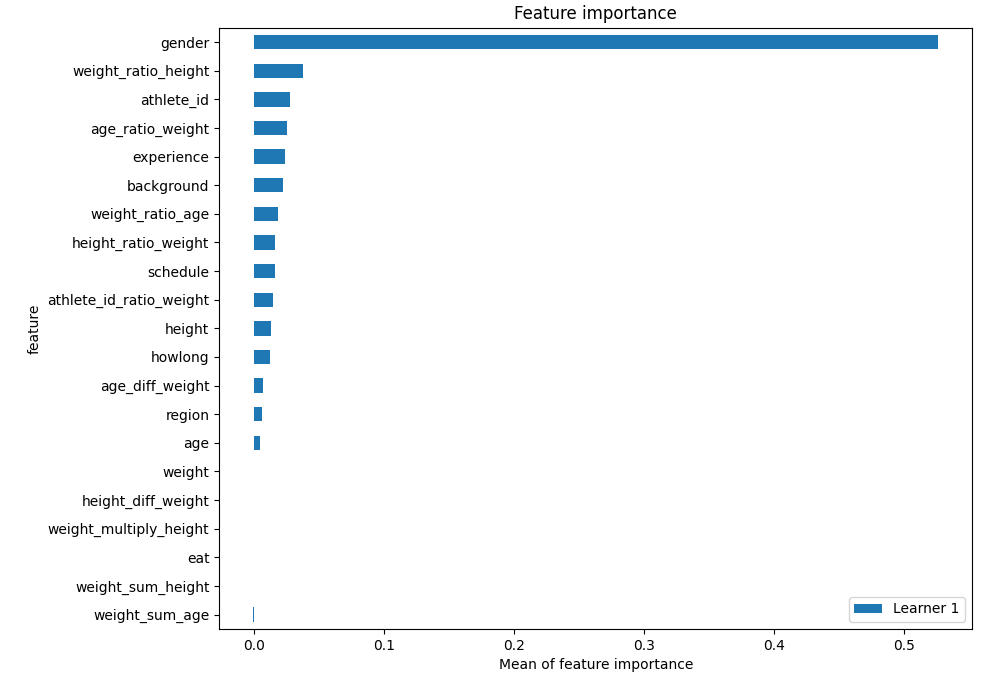 Feature importance
gender
weight_ratio_height
athlete_id
age_ratio_weight
experience
background
weight_ratio_age
height_ratio_weight
schedule
athlete_id_ratio_weight
height
howlong
age_diff_weight
region
age
weight
height_diff_weight
weight_multiply_height
eat
weight_sum_height
weight_sum_age
feature
Learner 1
0.0 0.1 0.2 0.3 0.4 0.5
Mean of feature importance